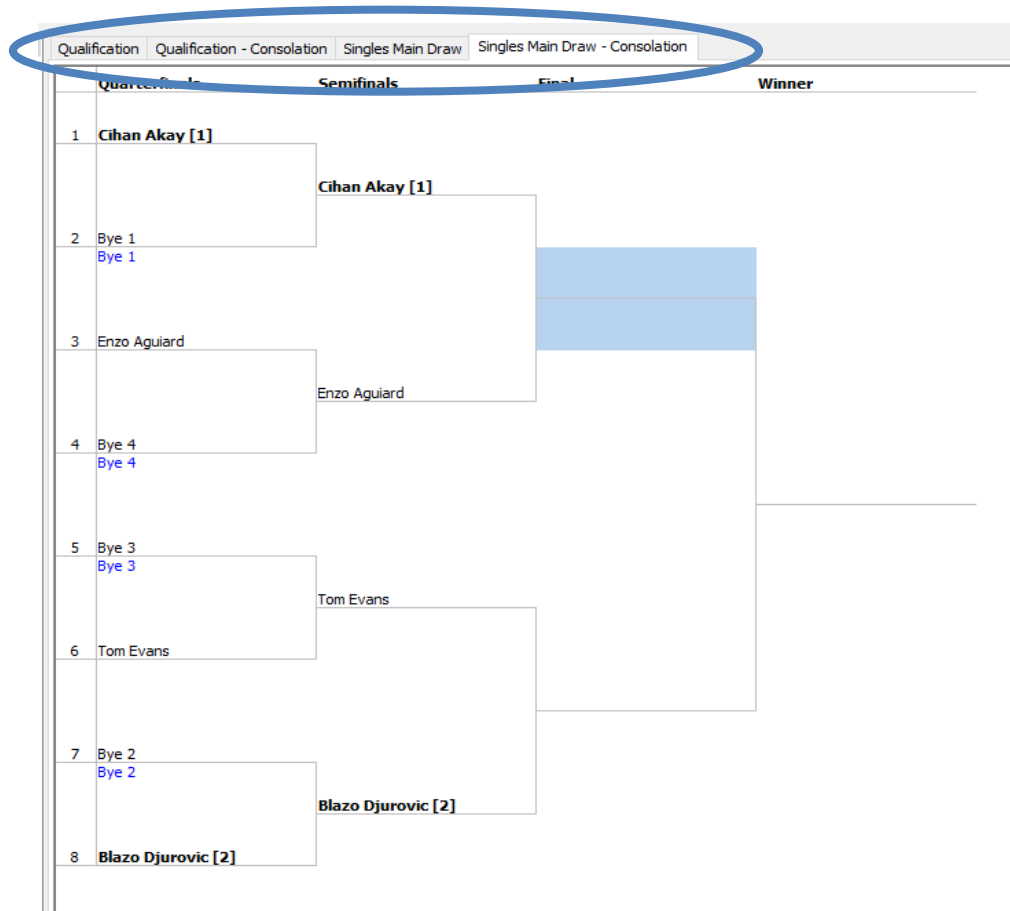 Qualification Qualification - Consolation Singles Main Draw Singles Main Draw - Consolation
Quarterfinals Semifinals Final Winner
1 Cihan Akay [1]
Cihan Akay [1]
2 Bye 1
Bye 1
3 Enzo Aguiard
Enzo Aguiard
4 Bye 4
Bye 4
5 Bye 3
Bye 3
Tom Evans
6 Tom Evans
7 Bye 2
Bye 2
Blazo Djurovic [2]
8 Blazo Djurovic [2]